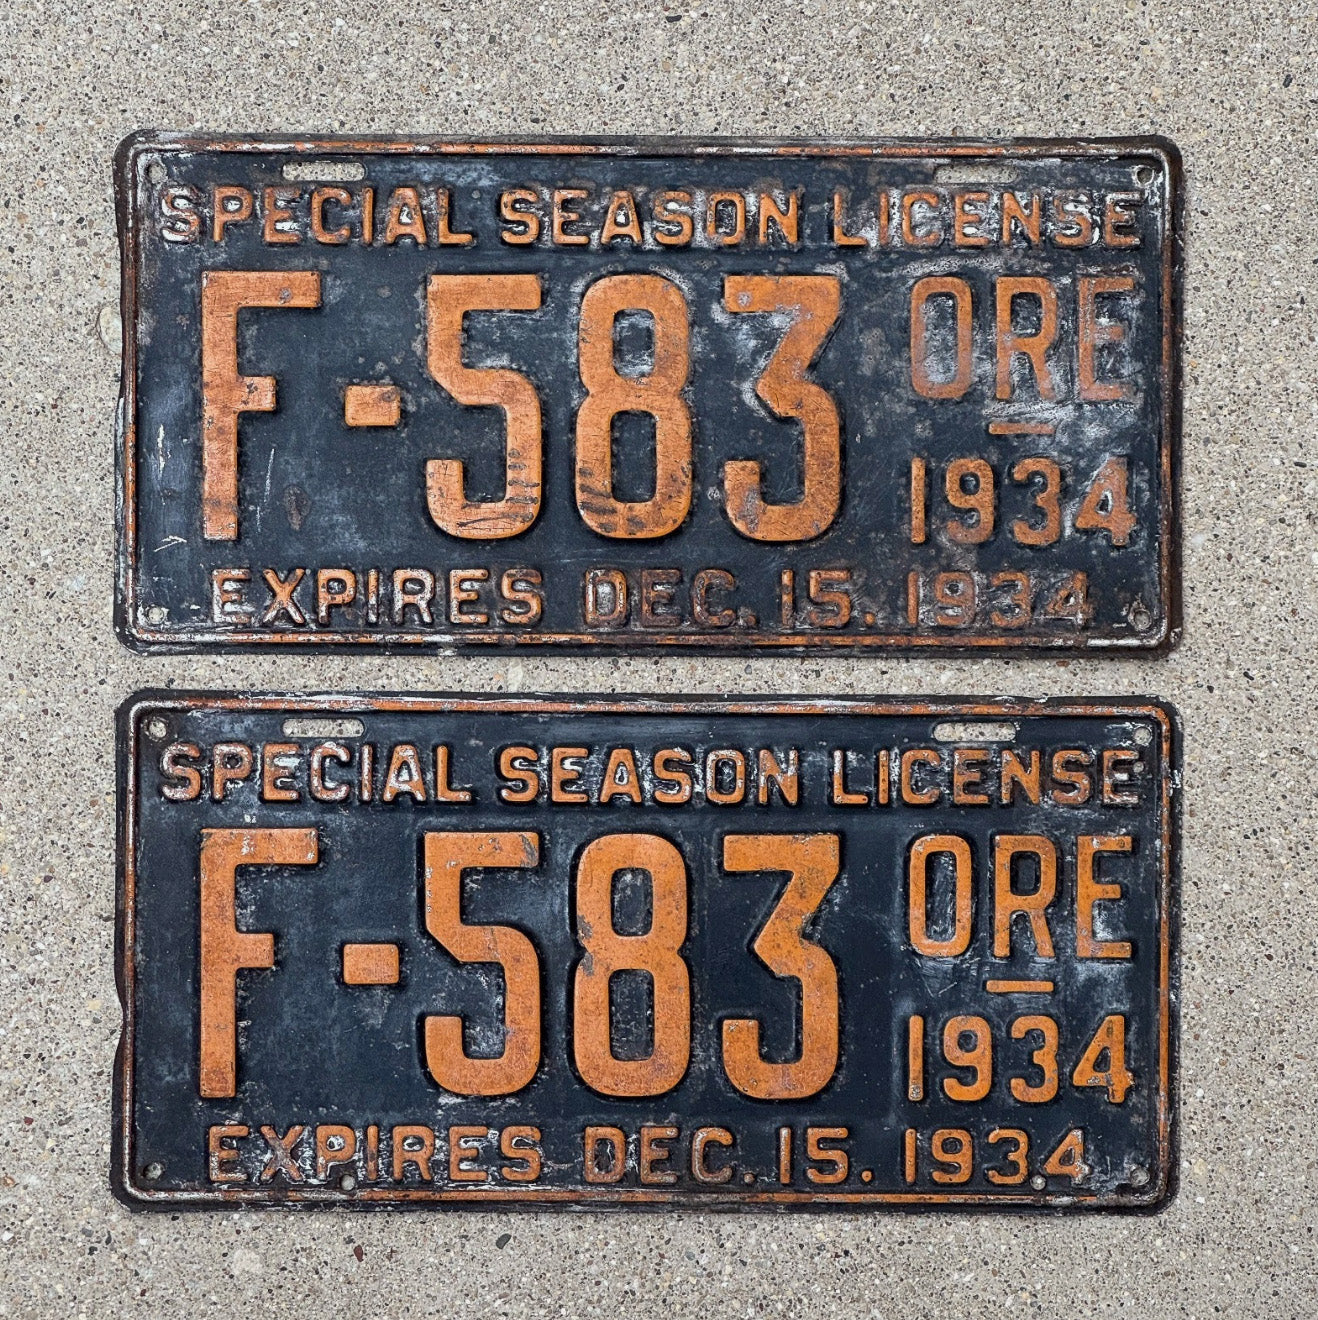 SPECIAL SEASON LICENSE
F-583 ORE
1934
EXPIRES DEC. 15. 1934
SPECIAL SEASON LICENSE
F-583 ORE
1934
EXPIRES DEC. 15. 1934